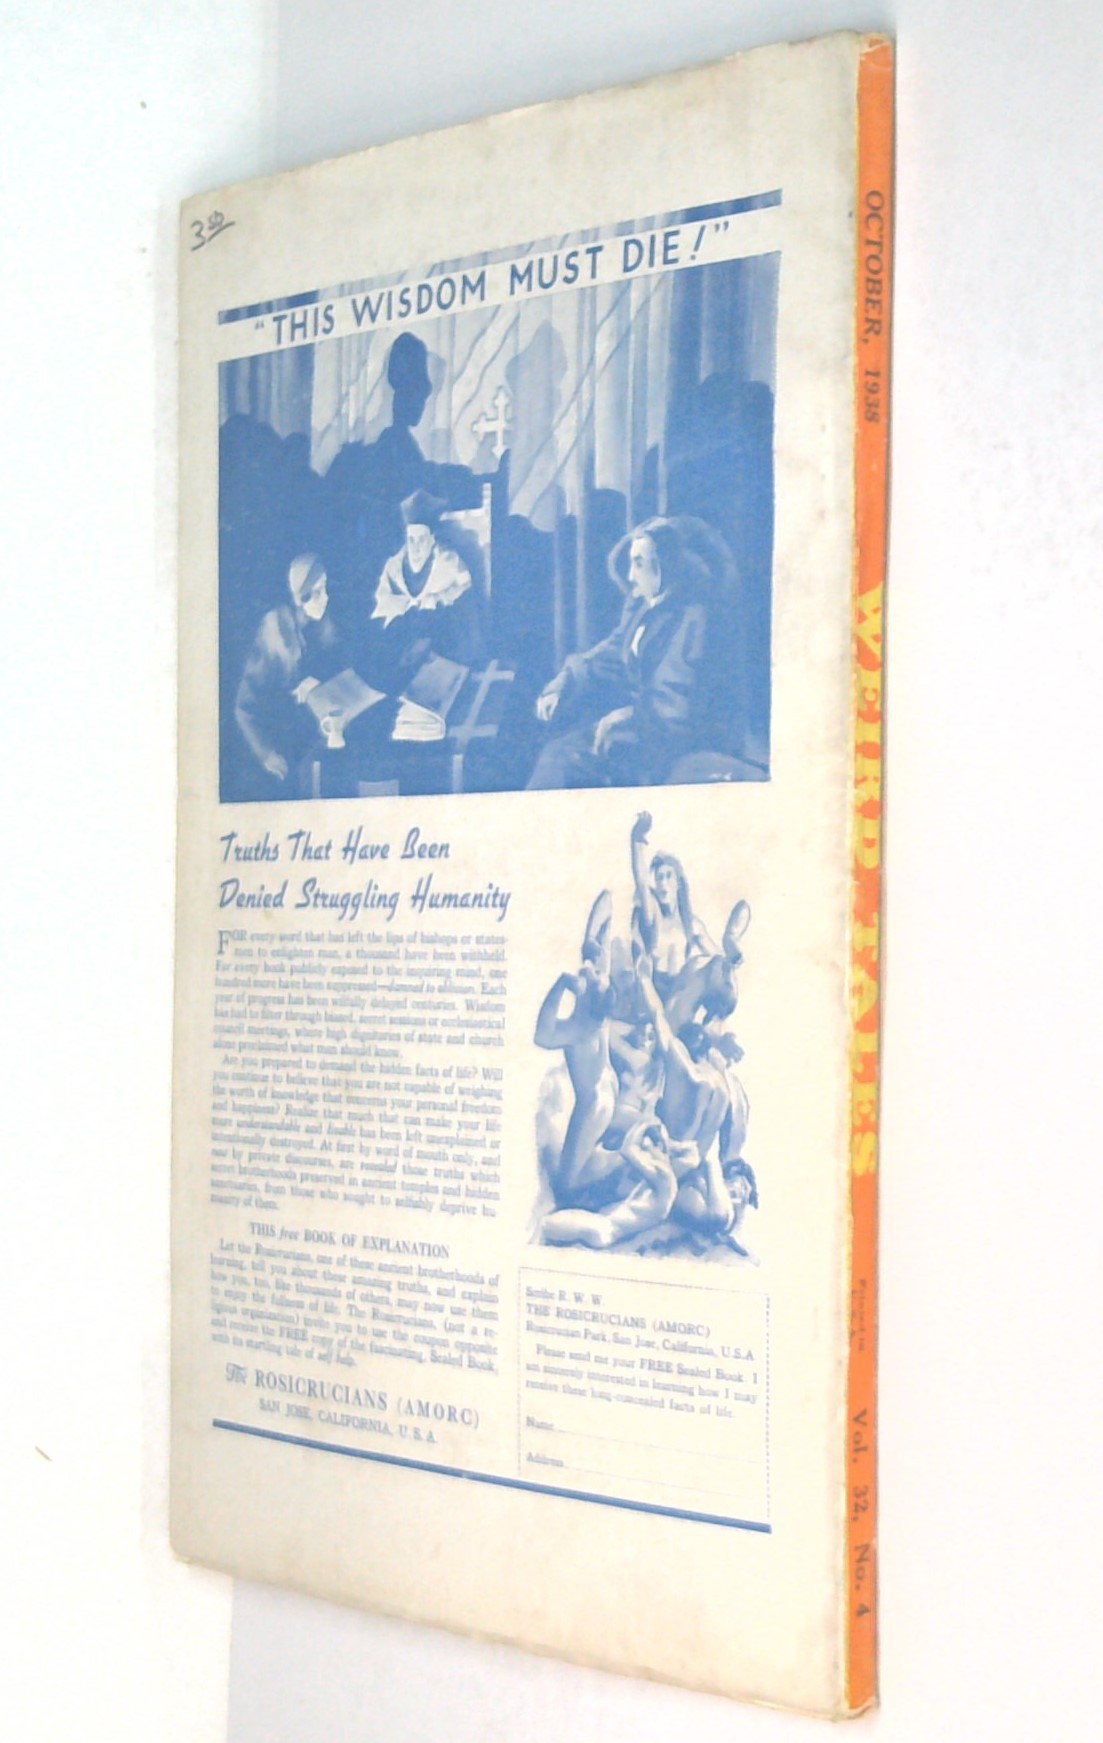 3 50
"THIS WISDOM MUST DIE!"
Truths That Have Been
Denied Struggling Humanity
FOR every word that has left the lips of bishops or states-
men to enlighten man, a thousand have been withheld.
For every book publicly exposed to the inquiring mind, one
hundred more have been suppressed—damned to oblivion. Each
year of progress has been wilfully delayed centuries. Wisdom
has had to filter through biased, secret sessions or ecclesiastical
council meetings, where high dignitaries of state and church
alone proclaimed what man should know.
Are you prepared to demand the hidden facts of life? Will
you continue to believe that you are not capable of weighing
the worth of knowledge that concerns your personal freedom
and happiness? Realize that much that can make your life
more understandable and livable has been left unexplained or
intentionally destroyed. At first by word of mouth only, and
now by private discourses, are revealed those truths which
secret brotherhoods preserved in ancient temples and hidden
sanctuaries, from those who sought to selfishly deprive hu-
manity of them.
THIS free BOOK OF EXPLANATION
Let the Rosicrucians, one of these ancient brotherhoods of
learning, tell you about these amazing truths, and explain
how you, too, like thousands of others, may now use them
to enjoy the fullness of life. The Rosicrucians, (not a re-
ligious organization) invite you to use the coupon opposite
and receive the FREE copy of the fascinating, Sealed Book,
with its startling tale of self help.
The ROSICRUCIANS (AMORC)
SAN JOSE, CALIFORNIA, U. S. A.
Scribe R. W. W.
THE ROSICRUCIANS (AMORC)
Rosicrucian Park, San Jose, California, U.S.A
Please send me your FREE Sealed Book. I
am sincerely interested in learning how I may
receive these long-concealed facts of life.
Name
Address
OCTOBER, 1938
WEIRD TALES
Printed in
Vol. 32, No. 4